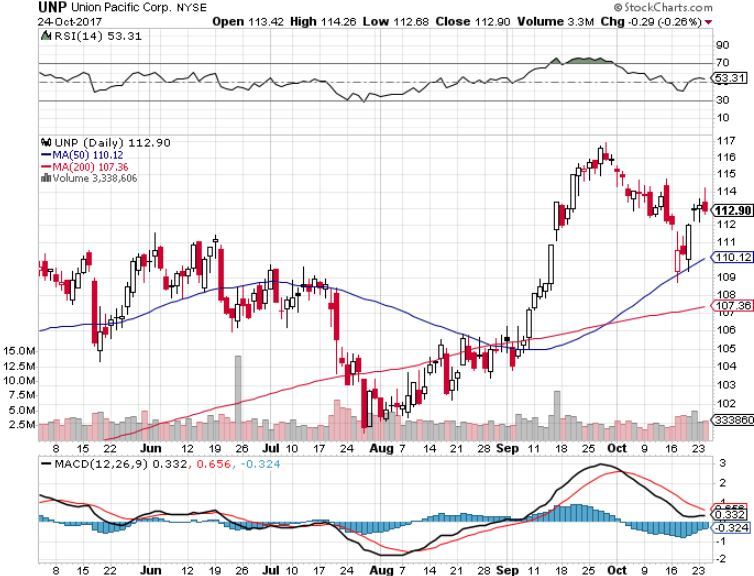 UNP Union Pacific Corp. NYSE © StockCharts.com
24-Oct-2017 Open 113.42 High 114.26 Low 112.68 Close 112.90 Volume 3.3M Chg -0.29 (-0.26%)
RSI(14) 53.31
90
70
53.31
30
10
UNP (Daily) 112.90
MA(50) 110.12
MA(200) 107.36
Volume 3,338,606
117
116
115
114
112.90
112
111
110.12
109
108
107.36
106
105
104
103
102
333860
15.0M
12.5M
10.0M
7.5M
5.0M
2.5M
8 15 22 Jun 12 19 26 Jul 10 17 24 Aug 7 14 21 28 Sep 11 18 25 Oct 9 16 23
MACD(12,26,9) 0.332, 0.656, -0.324
3
2
1
0.656
0.332
-0.324
-1
-2
8 15 22 Jun 12 19 26 Jul 10 17 24 Aug 7 14 21 28 Sep 11 18 25 Oct 9 16 23